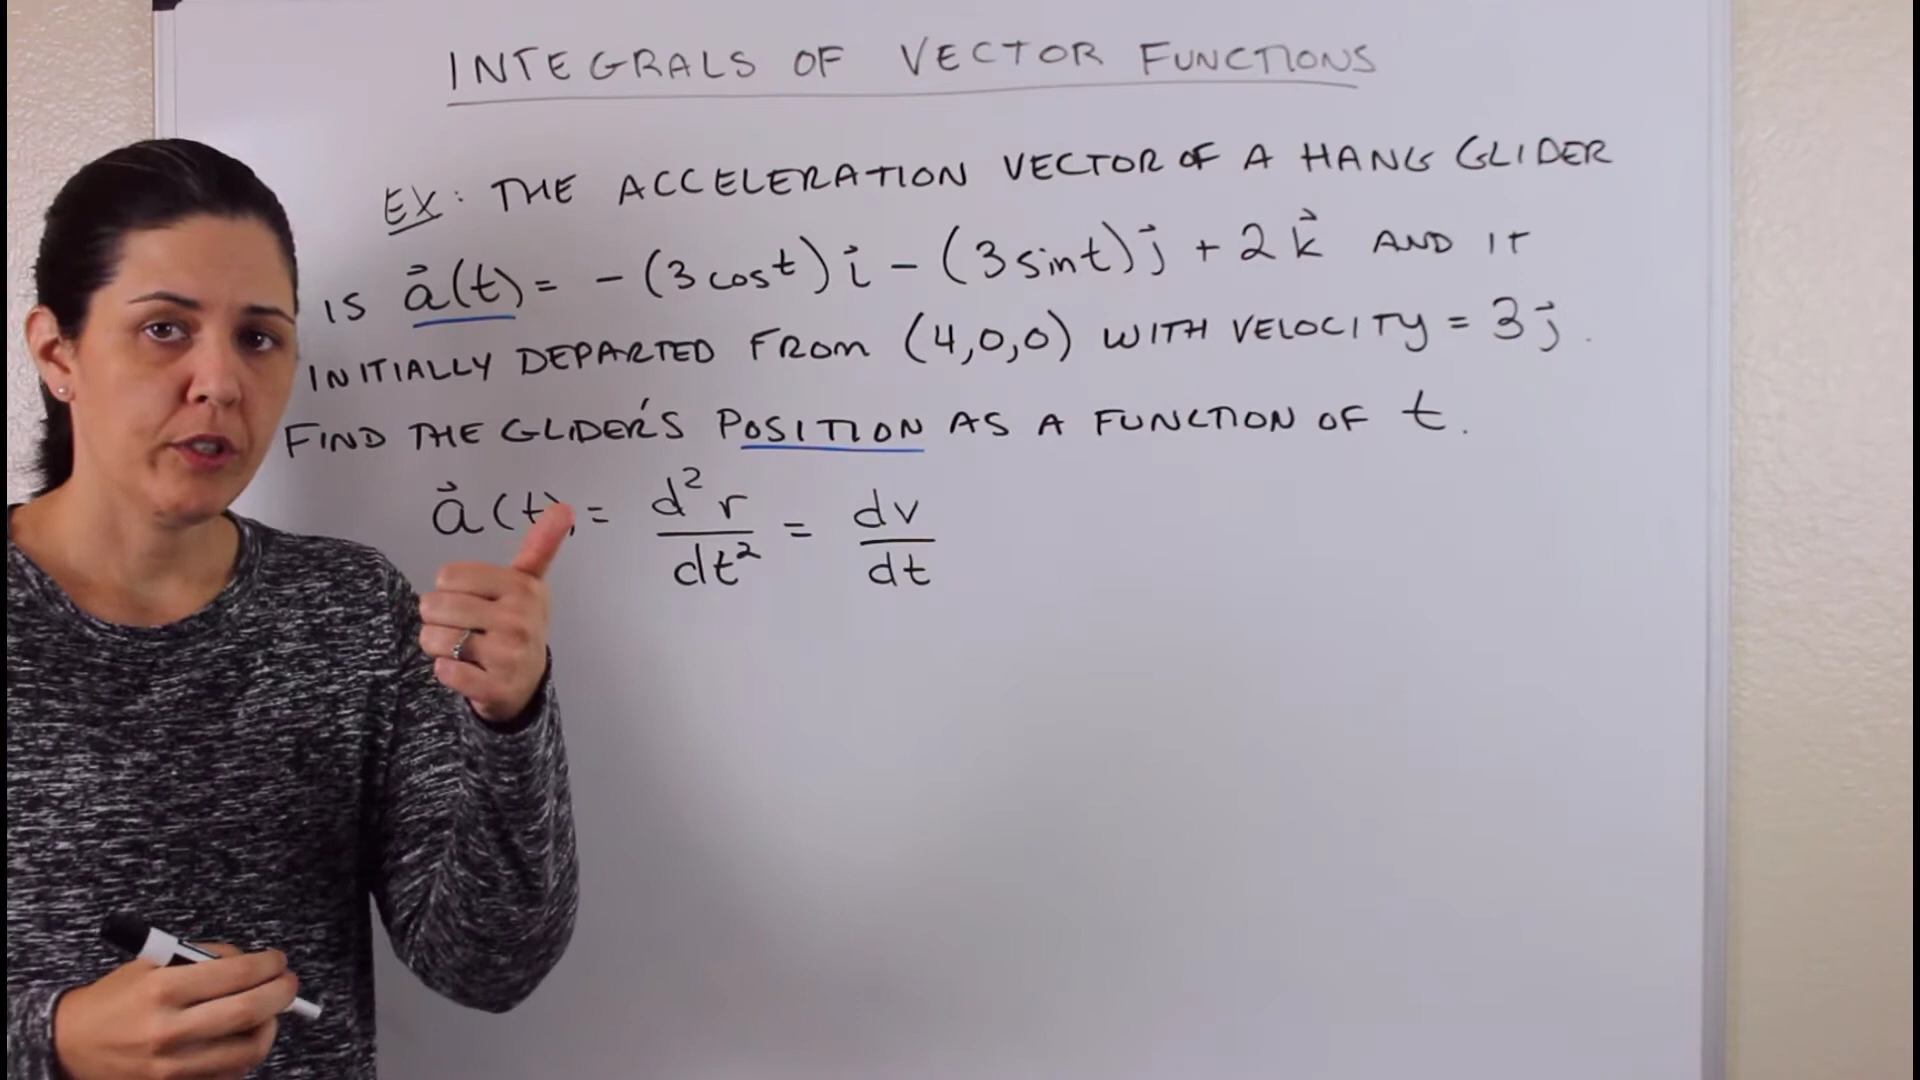 INTEGRALS OF VECTOR FUNCTIONS
EX: THE ACCELERATION VECTOR OF A HANG GLIDER
IS a⃗(t) = -(3cost)i⃗ - (3sint)j⃗ + 2k⃗ AND IT
INITIALLY DEPARTED FROM (4,0,0) WITH VELOCITY = 3j⃗.
FIND THE GLIDER'S POSITION AS A FUNCTION OF t.
a⃗(t) = d²r/dt² = dv/dt